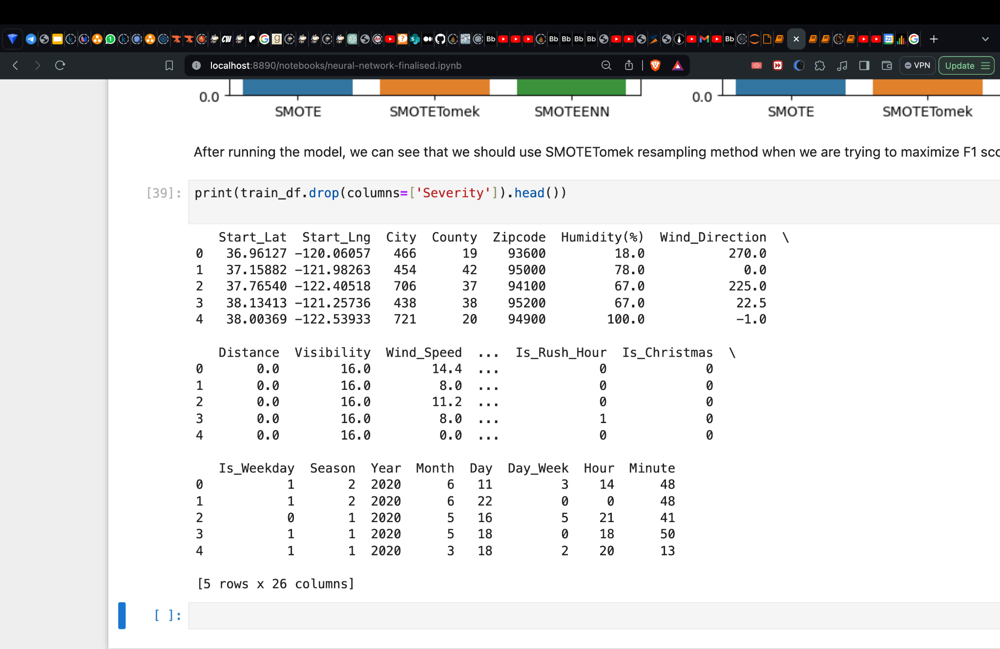 localhost:8890/notebooks/neural-network-finalised.ipynb
VPN
Update
0.0 SMOTE SMOTETomek SMOTEENN
0.0 SMOTE SMOTETomek
After running the model, we can see that we should use SMOTETomek resampling method when we are trying to maximize F1
[39]: print(train_df.drop(columns=['Severity']).head())
Start_Lat Start_Lng City County Zipcode Humidity(%) Wind_Direction \
0 36.96127 -120.06057 466 19 93600 18.0 270.0
1 37.15882 -121.98263 454 42 95000 78.0 0.0
2 37.76540 -122.40518 706 37 94100 67.0 225.0
3 38.13413 -121.25736 438 38 95200 67.0 22.5
4 38.00369 -122.53933 721 20 94900 100.0 -1.0
Distance Visibility Wind_Speed ... Is_Rush_Hour Is_Christmas \
0 0.0 16.0 14.4 ... 0 0
1 0.0 16.0 8.0 ... 0 0
2 0.0 16.0 11.2 ... 0 0
3 0.0 16.0 8.0 ... 1 0
4 0.0 16.0 0.0 ... 0 0
Is_Weekday Season Year Month Day Day_Week Hour Minute
0 1 2 2020 6 11 3 14 48
1 1 2 2020 6 22 0 0 48
2 0 1 2020 5 16 5 21 41
3 1 1 2020 5 18 0 18 50
4 1 1 2020 3 18 2 20 13
[5 rows x 26 columns]
[ ]: